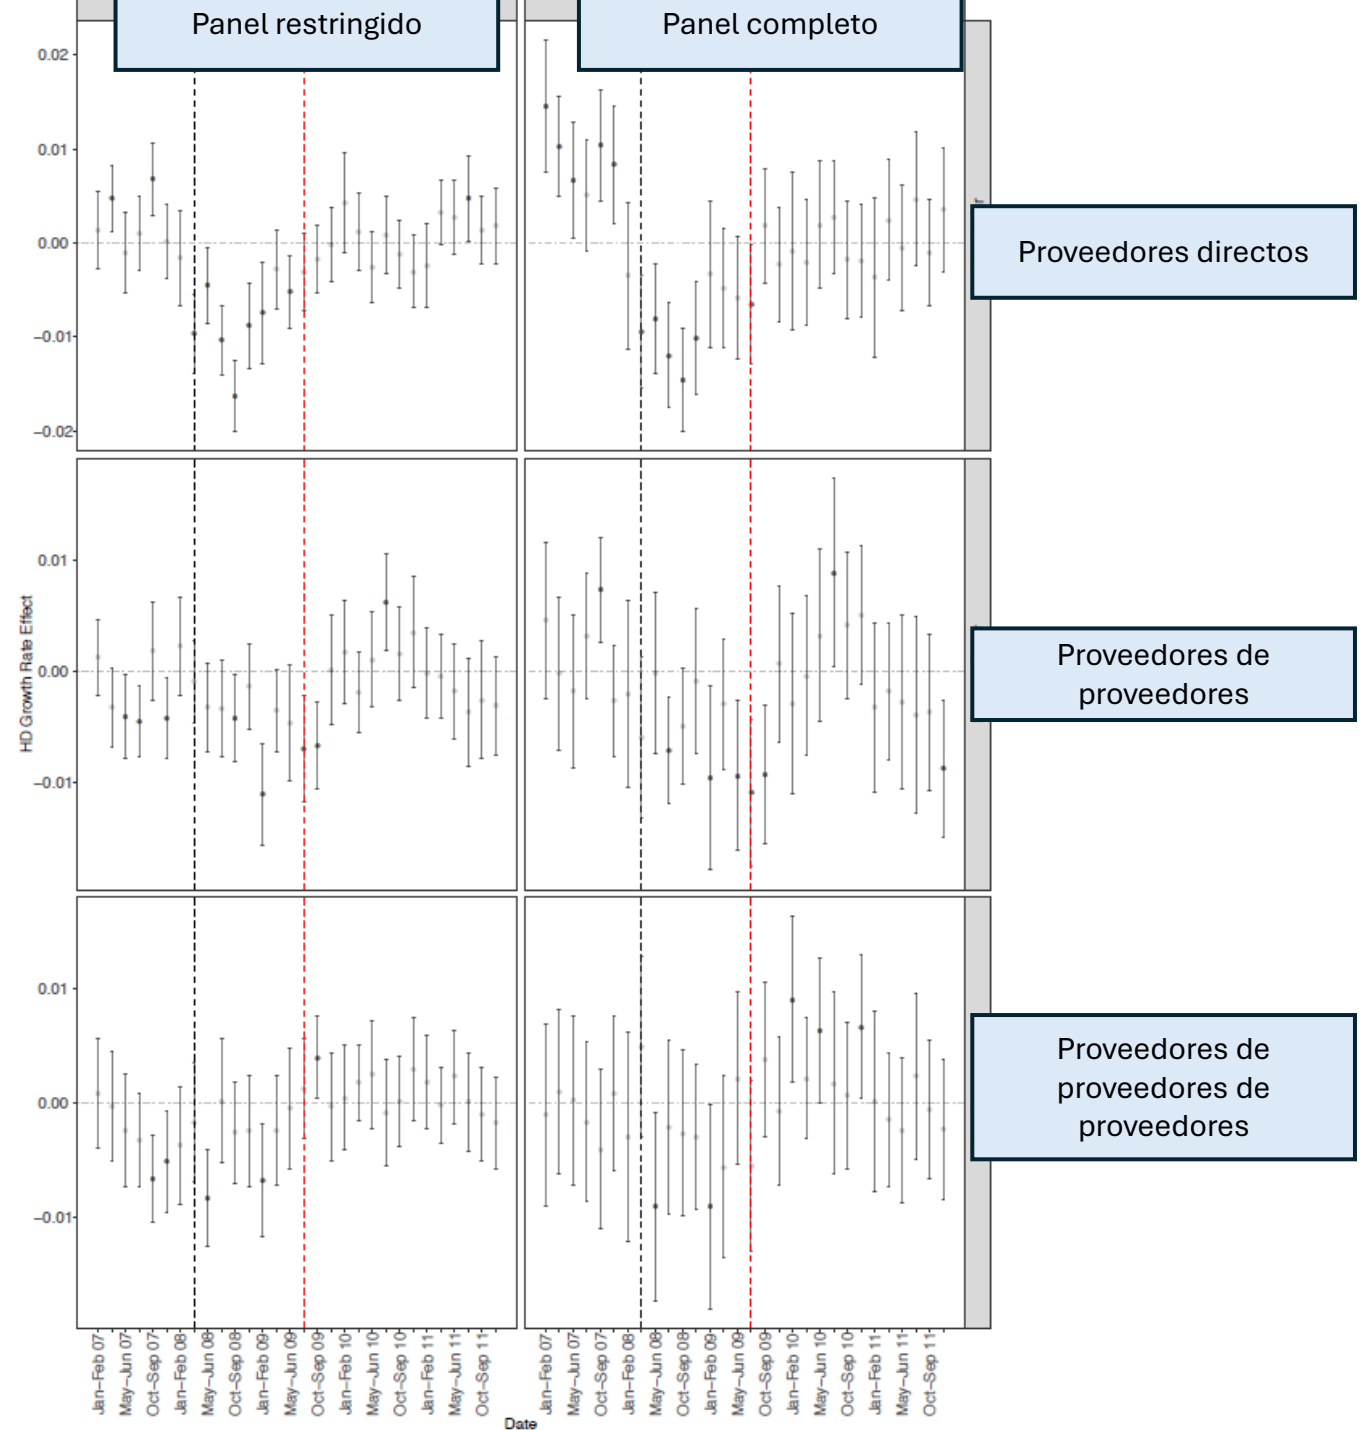 Panel restringido
Panel completo
0.02
0.01
0.00
−0.01
−0.02
Proveedores directos
HD Growth Rate Effect
0.01
0.00
−0.01
Proveedores de
proveedores
0.01
0.00
−0.01
Proveedores de
proveedores de
proveedores
Jan−Feb 07
May−Jun 07
Oct−Sep 07
Jan−Feb 08
May−Jun 08
Oct−Sep 08
Jan−Feb 09
May−Jun 09
Oct−Sep 09
Jan−Feb 10
May−Jun 10
Oct−Sep 10
Jan−Feb 11
May−Jun 11
Oct−Sep 11
Jan−Feb 07
May−Jun 07
Oct−Sep 07
Jan−Feb 08
May−Jun 08
Oct−Sep 08
Jan−Feb 09
May−Jun 09
Oct−Sep 09
Jan−Feb 10
May−Jun 10
Oct−Sep 10
Jan−Feb 11
May−Jun 11
Oct−Sep 11
Date